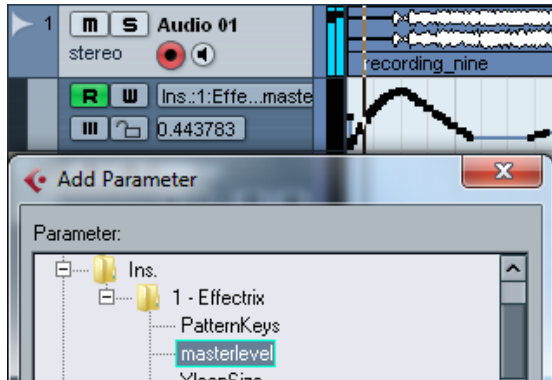 1 m S Audio 01
stereo
recording_nine
R W Ins.:1:Effe...maste
0.443783
Add Parameter
x
Parameter:
Ins.
1 - Effectrix
PatternKeys
masterlevel
XloopSize